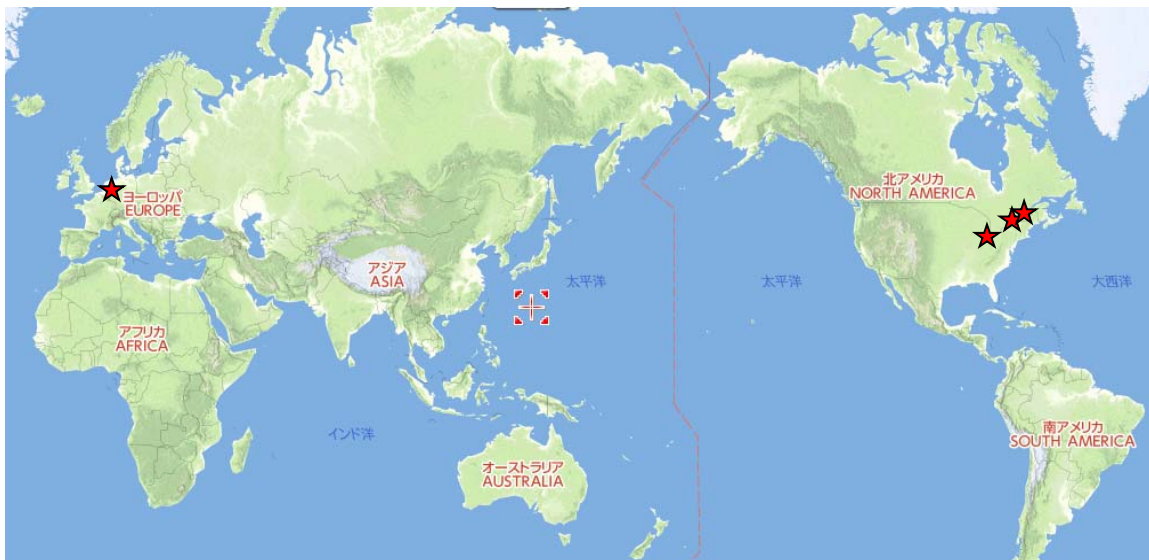 北アメリカ
NORTH AMERICA
ヨーロッパ
EUROPE
アジア
ASIA
太平洋
太平洋
大西洋
アフリカ
AFRICA
インド洋
南アメリカ
SOUTH AMERICA
オーストラリア
AUSTRALIA